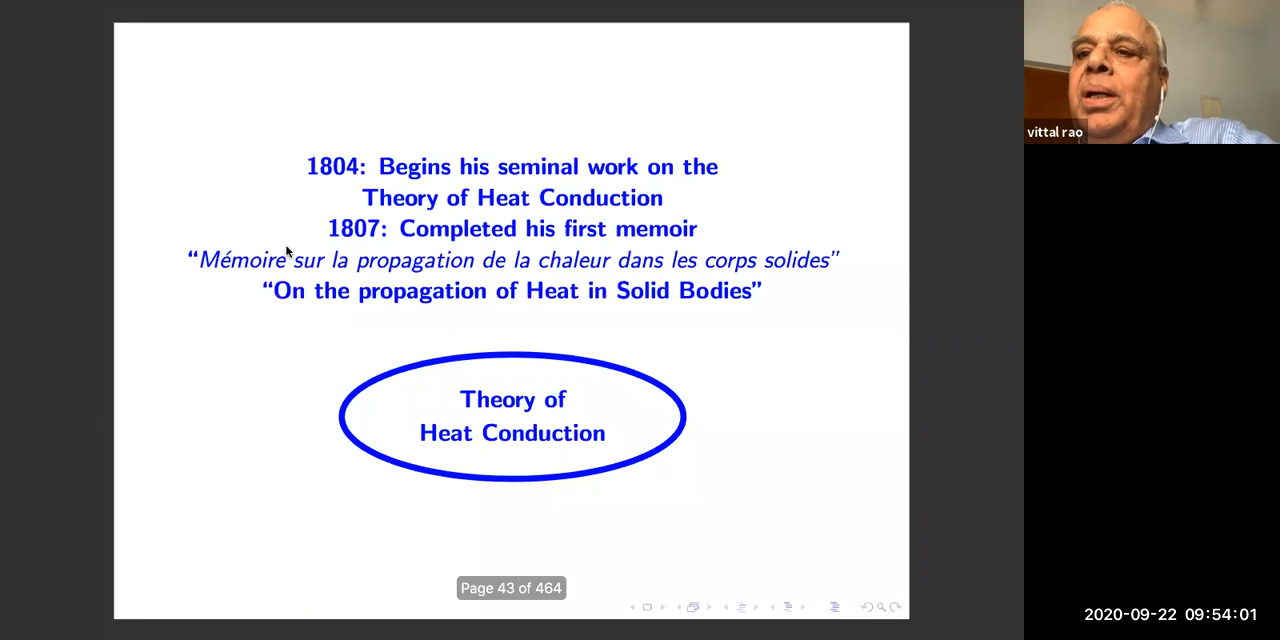 1804: Begins his seminal work on the
Theory of Heat Conduction
1807: Completed his first memoir
“Mémoire sur la propagation de la chaleur dans les corps solides”
“On the propagation of Heat in Solid Bodies”
Theory of
Heat Conduction
Page 43 of 464
vittal rao
2020-09-22 09:54:01